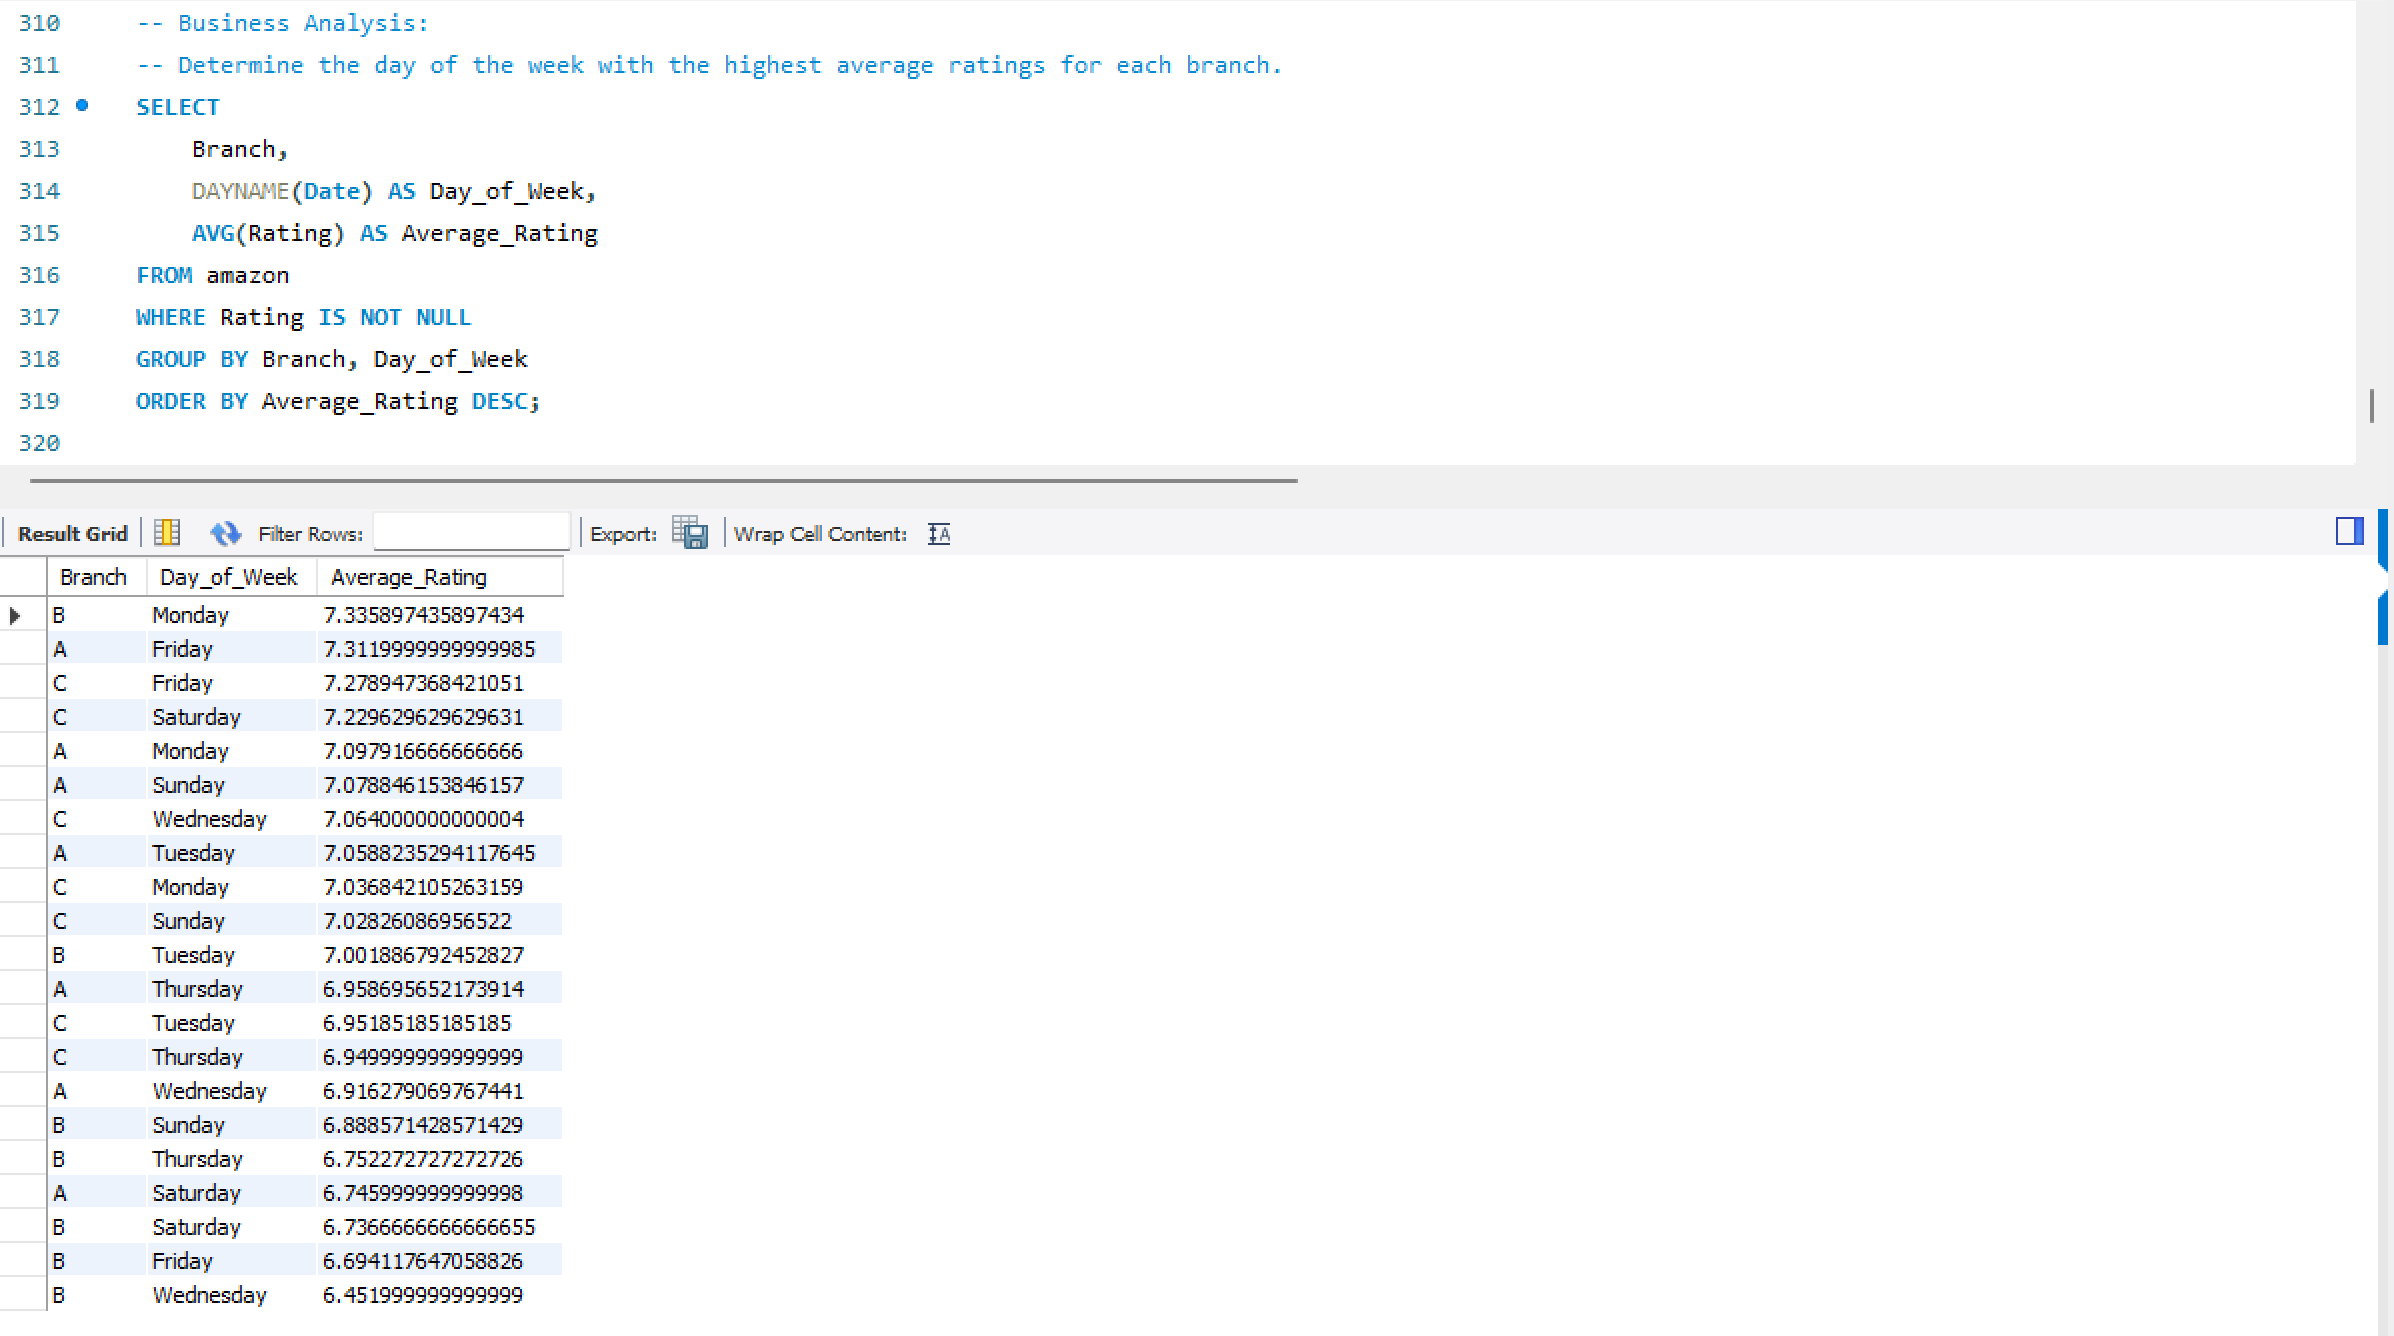 310 -- Business Analysis:
311 -- Determine the day of the week with the highest average ratings for each branch.
312 SELECT
313 Branch,
314 DAYNAME(Date) AS Day_of_Week,
315 AVG(Rating) AS Average_Rating
316 FROM amazon
317 WHERE Rating IS NOT NULL
318 GROUP BY Branch, Day_of_Week
319 ORDER BY Average_Rating DESC;
320
Result Grid Filter Rows: Export: Wrap Cell Content: IA
Branch Day_of_Week Average_Rating
B Monday 7.335897435897434
A Friday 7.3119999999999985
C Friday 7.278947368421051
C Saturday 7.229629629629631
A Monday 7.097916666666666
A Sunday 7.078846153846157
C Wednesday 7.064000000000004
A Tuesday 7.0588235294117645
C Monday 7.036842105263159
C Sunday 7.02826086956522
B Tuesday 7.001886792452827
A Thursday 6.958695652173914
C Tuesday 6.95185185185185
C Thursday 6.949999999999999
A Wednesday 6.916279069767441
B Sunday 6.888571428571429
B Thursday 6.752272727272726
A Saturday 6.745999999999998
B Saturday 6.7366666666666655
B Friday 6.694117647058826
B Wednesday 6.451999999999999